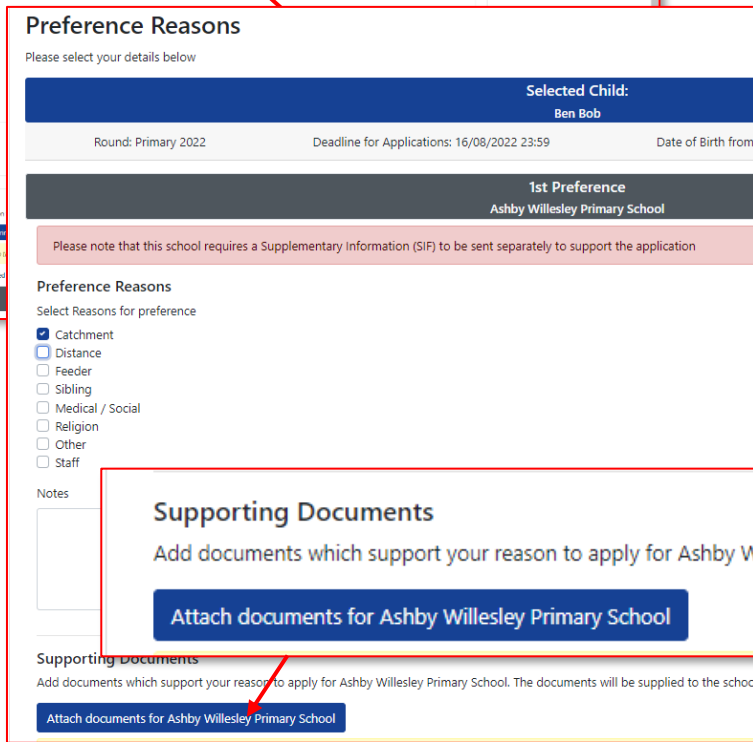 Preference Reasons
Please select your details below
Selected Child:
Ben Bob
Round: Primary 2022 Deadline for Applications: 16/08/2022 23:59 Date of Birth from
1st Preference
Ashby Willesley Primary School
Please note that this school requires a Supplementary Information (SIF) to be sent separately to support the application
Preference Reasons
Select Reasons for preference
Catchment
Distance
Feeder
Sibling
Medical / Social
Religion
Other
Staff
Notes
Supporting Documents
Add documents which support your reason to apply for Ashby W
Attach documents for Ashby Willesley Primary School
Supporting Documents
Add documents which support your reason to apply for Ashby Willesley Primary School. The documents will be supplied to the schoo
Attach documents for Ashby Willesley Primary School